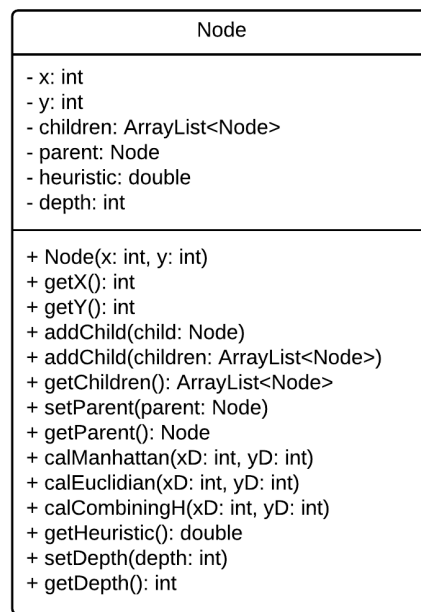 Node
- x: int
- y: int
- children: ArrayList<Node>
- parent: Node
- heuristic: double
- depth: int
+ Node(x: int, y: int)
+ getX(): int
+ getY(): int
+ addChild(child: Node)
+ addChild(children: ArrayList<Node>)
+ getChildren(): ArrayList<Node>
+ setParent(parent: Node)
+ getParent(): Node
+ calManhattan(xD: int, yD: int)
+ calEuclidian(xD: int, yD: int)
+ calCombiningH(xD: int, yD: int)
+ getHeuristic(): double
+ setDepth(depth: int)
+ getDepth(): int